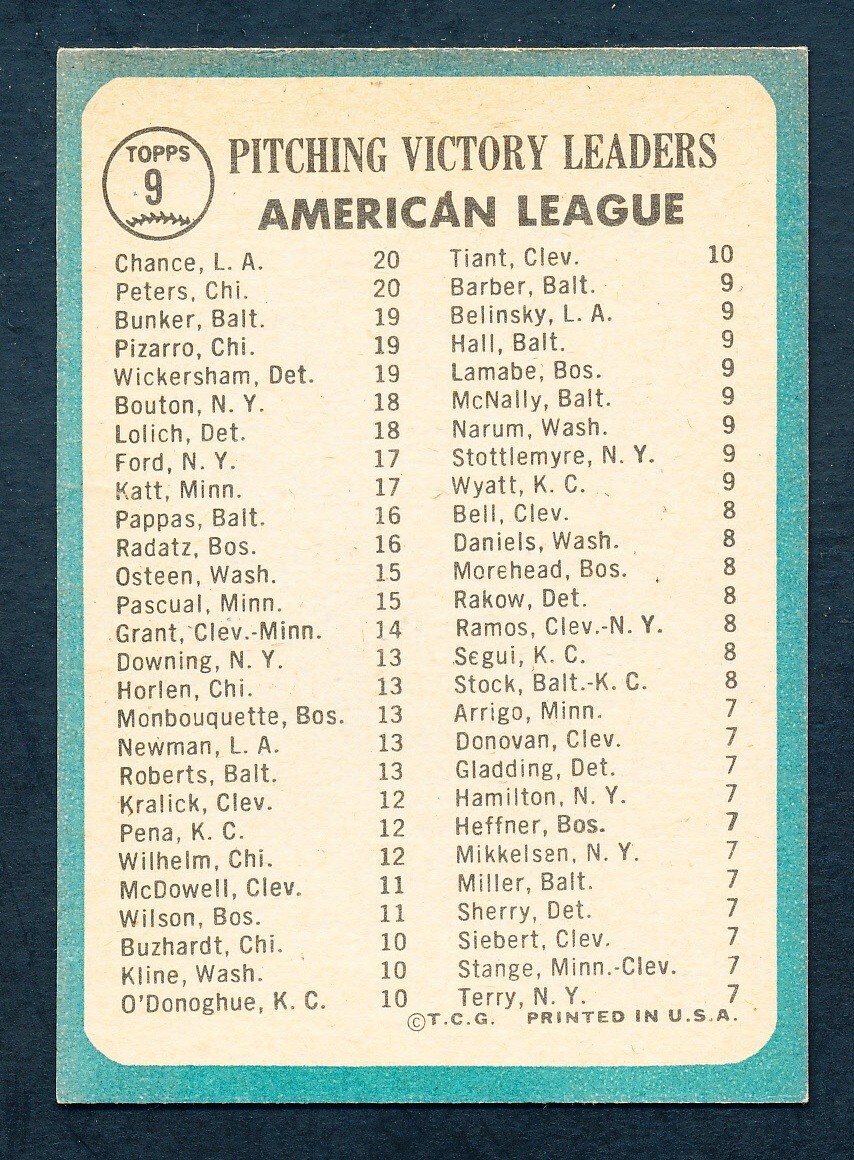 TOPPS
9
PITCHING VICTORY LEADERS
AMERICAN LEAGUE
Chance, L. A. 20
Peters, Chi. 20
Bunker, Balt. 19
Pizarro, Chi. 19
Wickersham, Det. 19
Bouton, N. Y. 18
Lolich, Det. 18
Ford, N. Y. 17
Katt, Minn. 17
Pappas, Balt. 16
Radatz, Bos. 16
Osteen, Wash. 15
Pascual, Minn. 15
Grant, Clev.-Minn. 14
Downing, N. Y. 13
Horlen, Chi. 13
Monbouquette, Bos. 13
Newman, L. A. 13
Roberts, Balt. 13
Kralick, Clev. 12
Pena, K. C. 12
Wilhelm, Chi. 12
McDowell, Clev. 11
Wilson, Bos. 11
Buzhardt, Chi. 10
Kline, Wash. 10
O'Donoghue, K. C. 10
Tiant, Clev. 10
Barber, Balt. 9
Belinsky, L. A. 9
Hall, Balt. 9
Lamabe, Bos. 9
McNally, Balt. 9
Narum, Wash. 9
Stottlemyre, N. Y. 9
Wyatt, K. C. 9
Bell, Clev. 8
Daniels, Wash. 8
Morehead, Bos. 8
Rakow, Det. 8
Ramos, Clev.-N. Y. 8
Segui, K. C. 8
Stock, Balt.-K. C. 8
Arrigo, Minn. 7
Donovan, Clev. 7
Gladding, Det. 7
Hamilton, N. Y. 7
Heffner, Bos. 7
Mikkelsen, N. Y. 7
Miller, Balt. 7
Sherry, Det. 7
Siebert, Clev. 7
Stange, Minn.-Clev. 7
Terry, N. Y. 7
©T.C.G. PRINTED IN U.S.A.